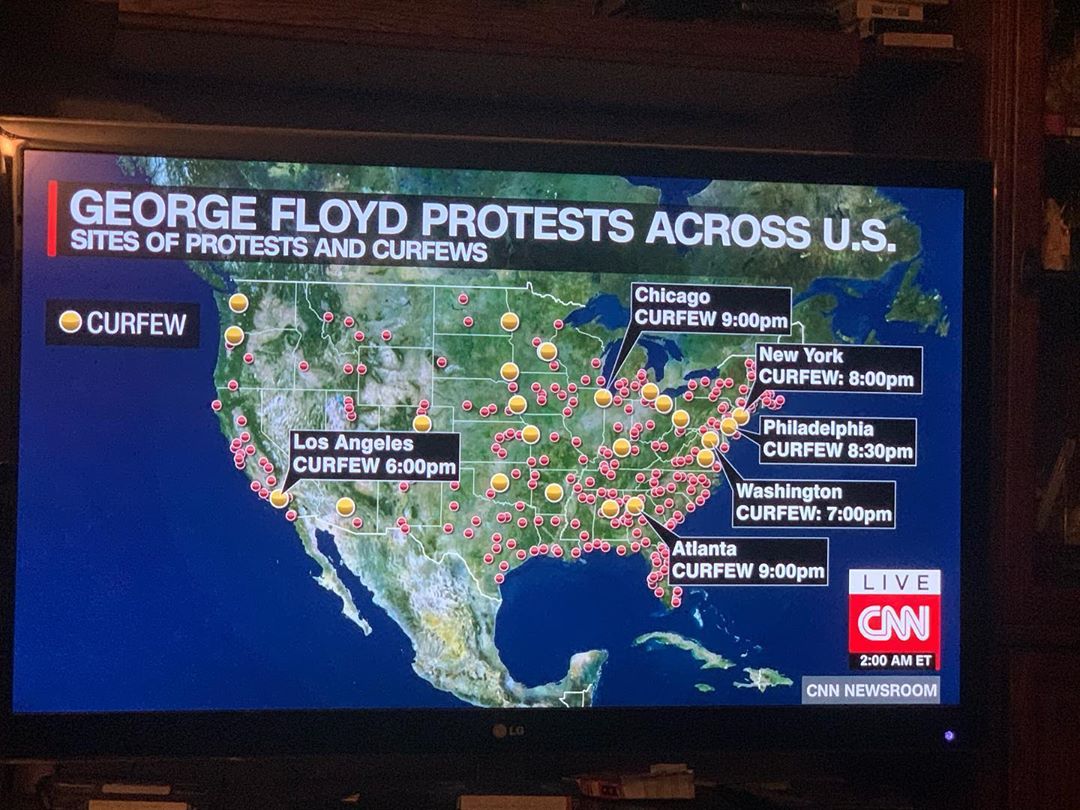 GEORGE FLOYD PROTESTS ACROSS U.S.
SITES OF PROTESTS AND CURFEWS
CURFEW
Chicago
CURFEW 9:00pm
New York
CURFEW: 8:00pm
Philadelphia
CURFEW 8:30pm
Los Angeles
CURFEW 6:00pm
Washington
CURFEW: 7:00pm
Atlanta
CURFEW 9:00pm
LIVE
CNN
2:00 AM ET
CNN NEWSROOM
LG